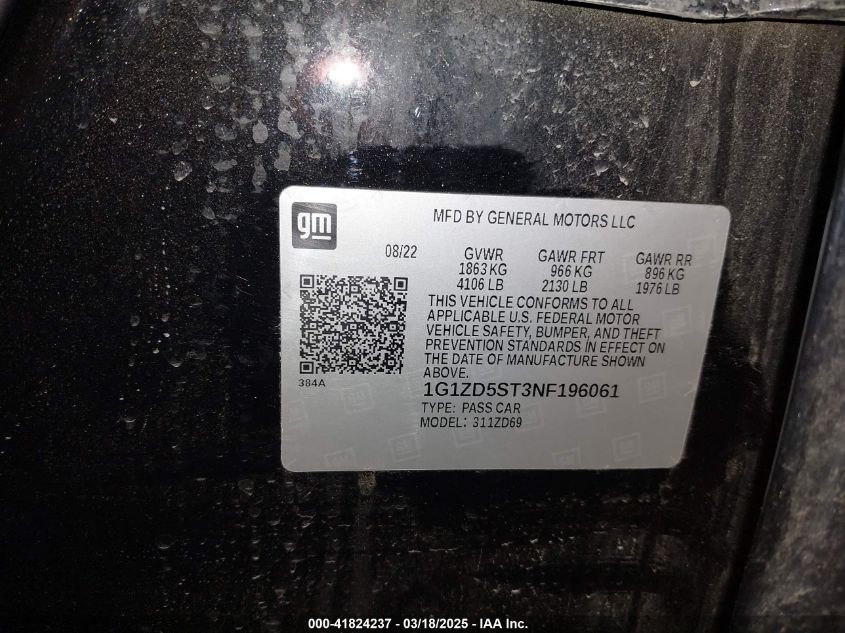 gm
MFD BY GENERAL MOTORS LLC
08/22
GVWR GAWR FRT GAWR RR
1863 KG 966 KG 896 KG
4106 LB 2130 LB 1976 LB
THIS VEHICLE CONFORMS TO ALL
APPLICABLE U.S. FEDERAL MOTOR
VEHICLE SAFETY, BUMPER, AND THEFT
PREVENTION STANDARDS IN EFFECT ON
THE DATE OF MANUFACTURE SHOWN
ABOVE.
384A
1G1ZD5ST3NF196061
TYPE: PASS CAR
MODEL: 311ZD69
000-41824237 - 03/18/2025 - IAA Inc.